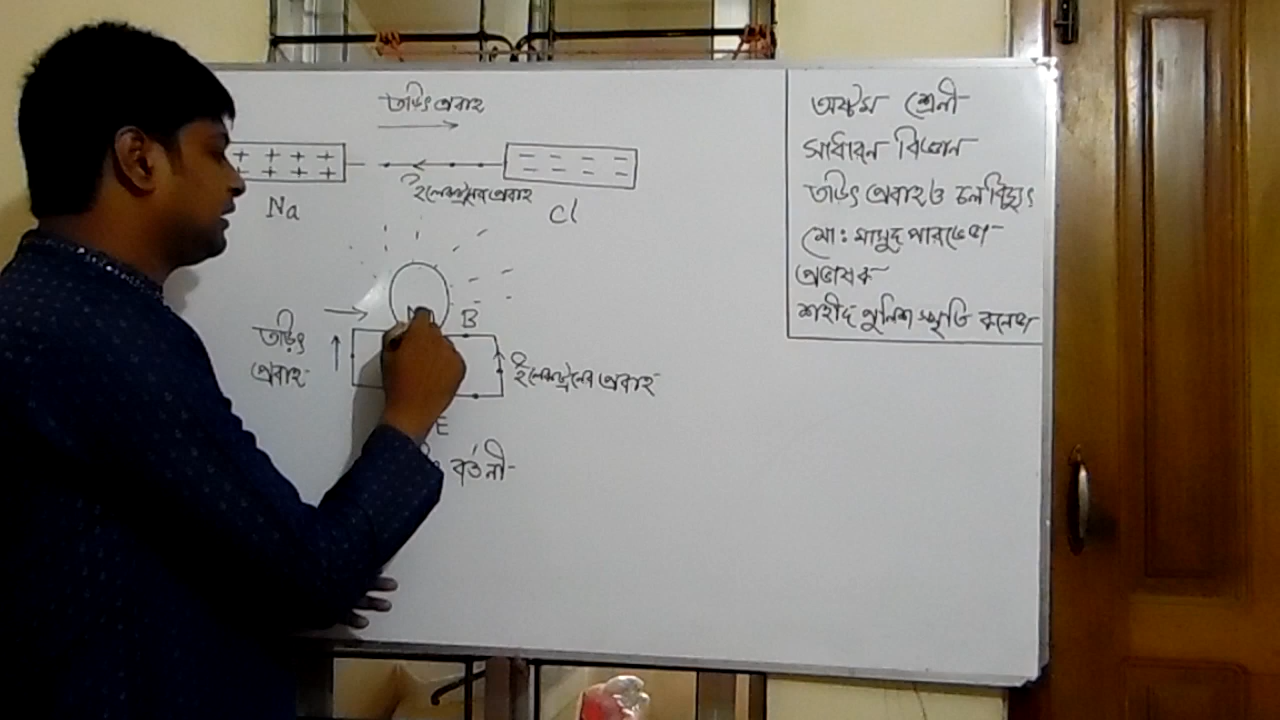 তড়িৎ প্রবাহ
+ + + +
+ + + +
- - - -
- - - -
ইলেকট্রনের প্রবাহ
Na
Cl
B
তড়িৎ
প্রবাহ
ইলেকট্রনের প্রবাহ
E
বর্তনী
অষ্টম শ্রেনী
সাধারন বিজ্ঞান
তড়িৎ প্রবাহ ও চল বিদ্যুৎ
মো: মাসুদ পারভেজ
প্রভাষক
শহীদ পুলিশ স্মৃতি কলেজ